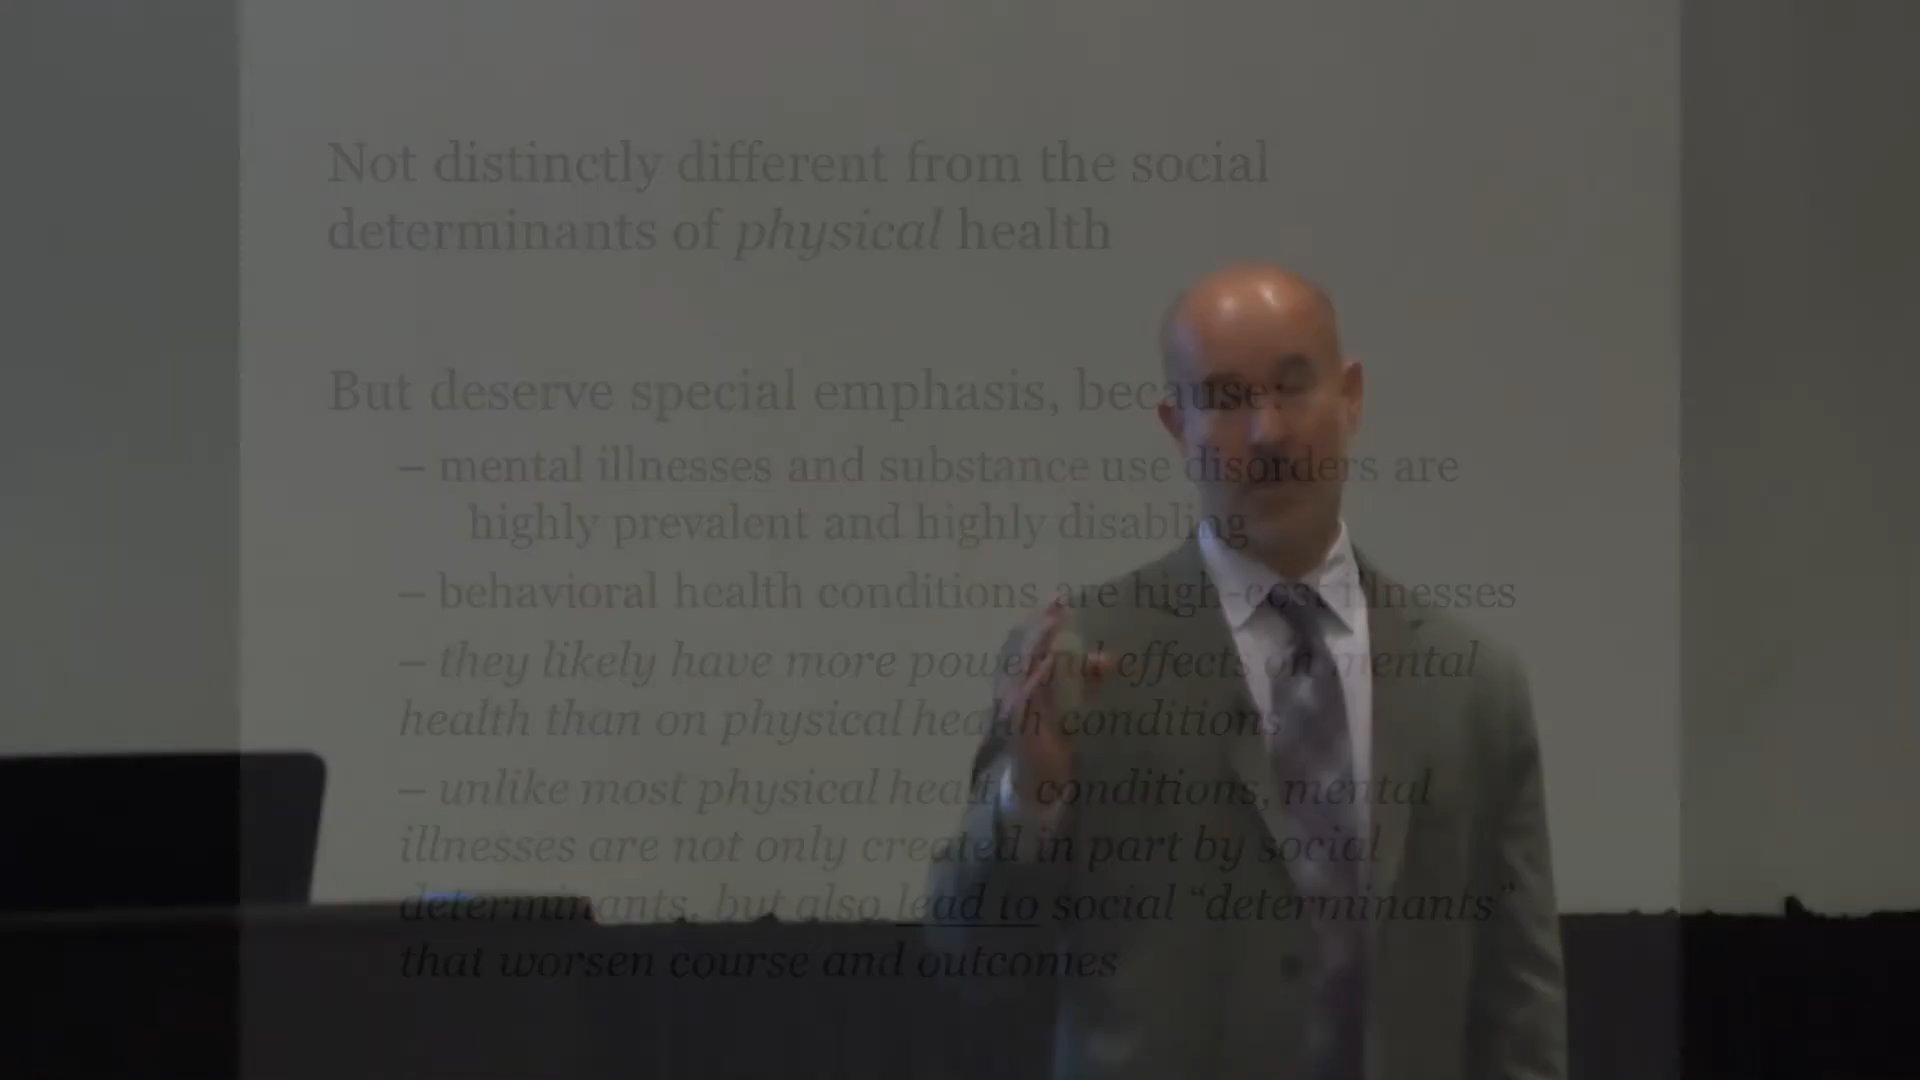 Not distinctly different from the social
determinants of physical health
But deserve special emphasis, because:
– mental illnesses and substance use disorders are
highly prevalent and highly disabling
– behavioral health conditions are high-cost illnesses
– they likely have more powerful effects on mental
health than on physical health conditions
– unlike most physical health conditions, mental
illnesses are not only created in part by social
determinants, but also lead to social “determinants”
that worsen course and outcomes